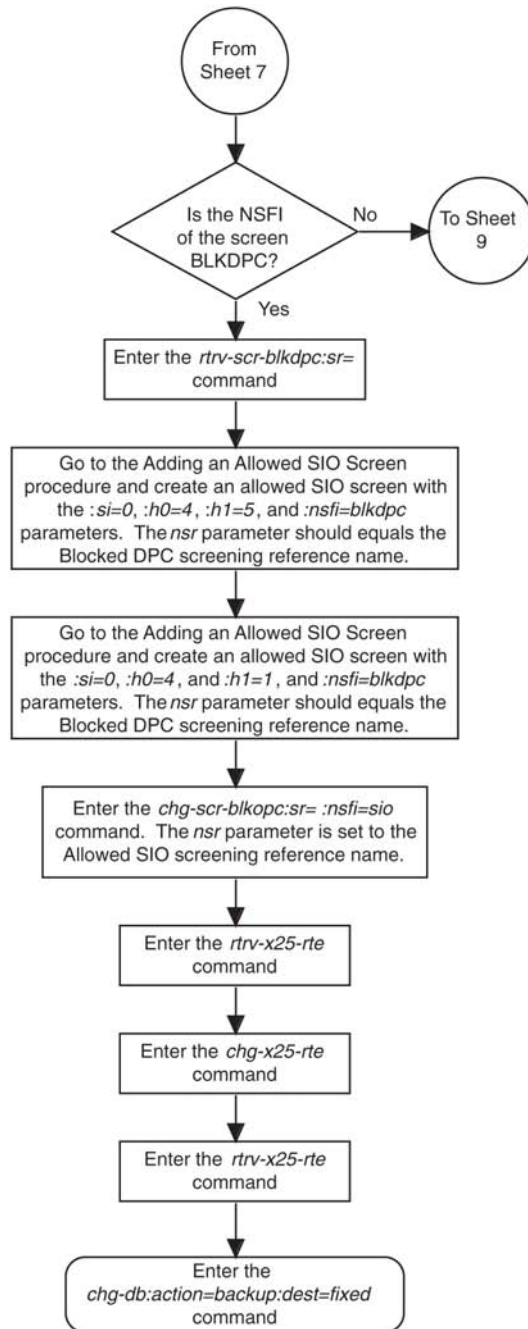 From
Sheet 7
Is the NSFI
of the screen
BLKDPC?
No
To Sheet
9
Yes
Enter the rtrv-scr-blkdpc:sr=
command
Go to the Adding an Allowed SIO Screen
procedure and create an allowed SIO screen with
the :si=0, :h0=4, :h1=5, and :nsfi=blkdpc
parameters. The nsr parameter should equals the
Blocked DPC screening reference name.
Go to the Adding an Allowed SIO Screen
procedure and create an allowed SIO screen with
the :si=0, :h0=4, and :h1=1, and :nsfi=blkdpc
parameters. The nsr parameter should equals the
Blocked DPC screening reference name.
Enter the chg-scr-blkopc:sr= :nsfi=sio
command. The nsr parameter is set to the
Allowed SIO screening reference name.
Enter the rtrv-x25-rte
command
Enter the chg-x25-rte
command
Enter the rtrv-x25-rte
command
Enter the
chg-db:action=backup:dest=fixed
command